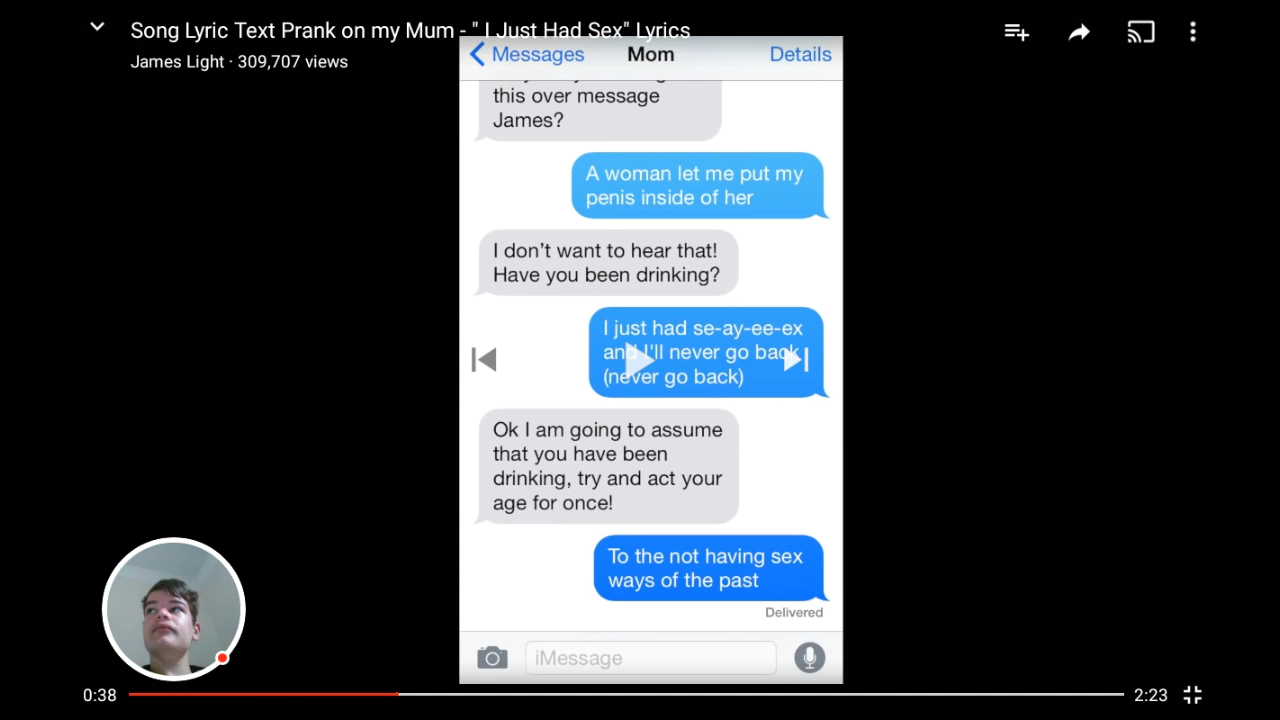 Song Lyric Text Prank on my Mum - " I Just Had Sex" Lyrics
James Light · 309,707 views
Messages
Mom
Details
this over message
James?
A woman let me put my
penis inside of her
I don't want to hear that!
Have you been drinking?
I just had se-ay-ee-ex
and I'll never go back
(never go back)
Ok I am going to assume
that you have been
drinking, try and act your
age for once!
To the not having sex
ways of the past
Delivered
iMessage
0:38
2:23